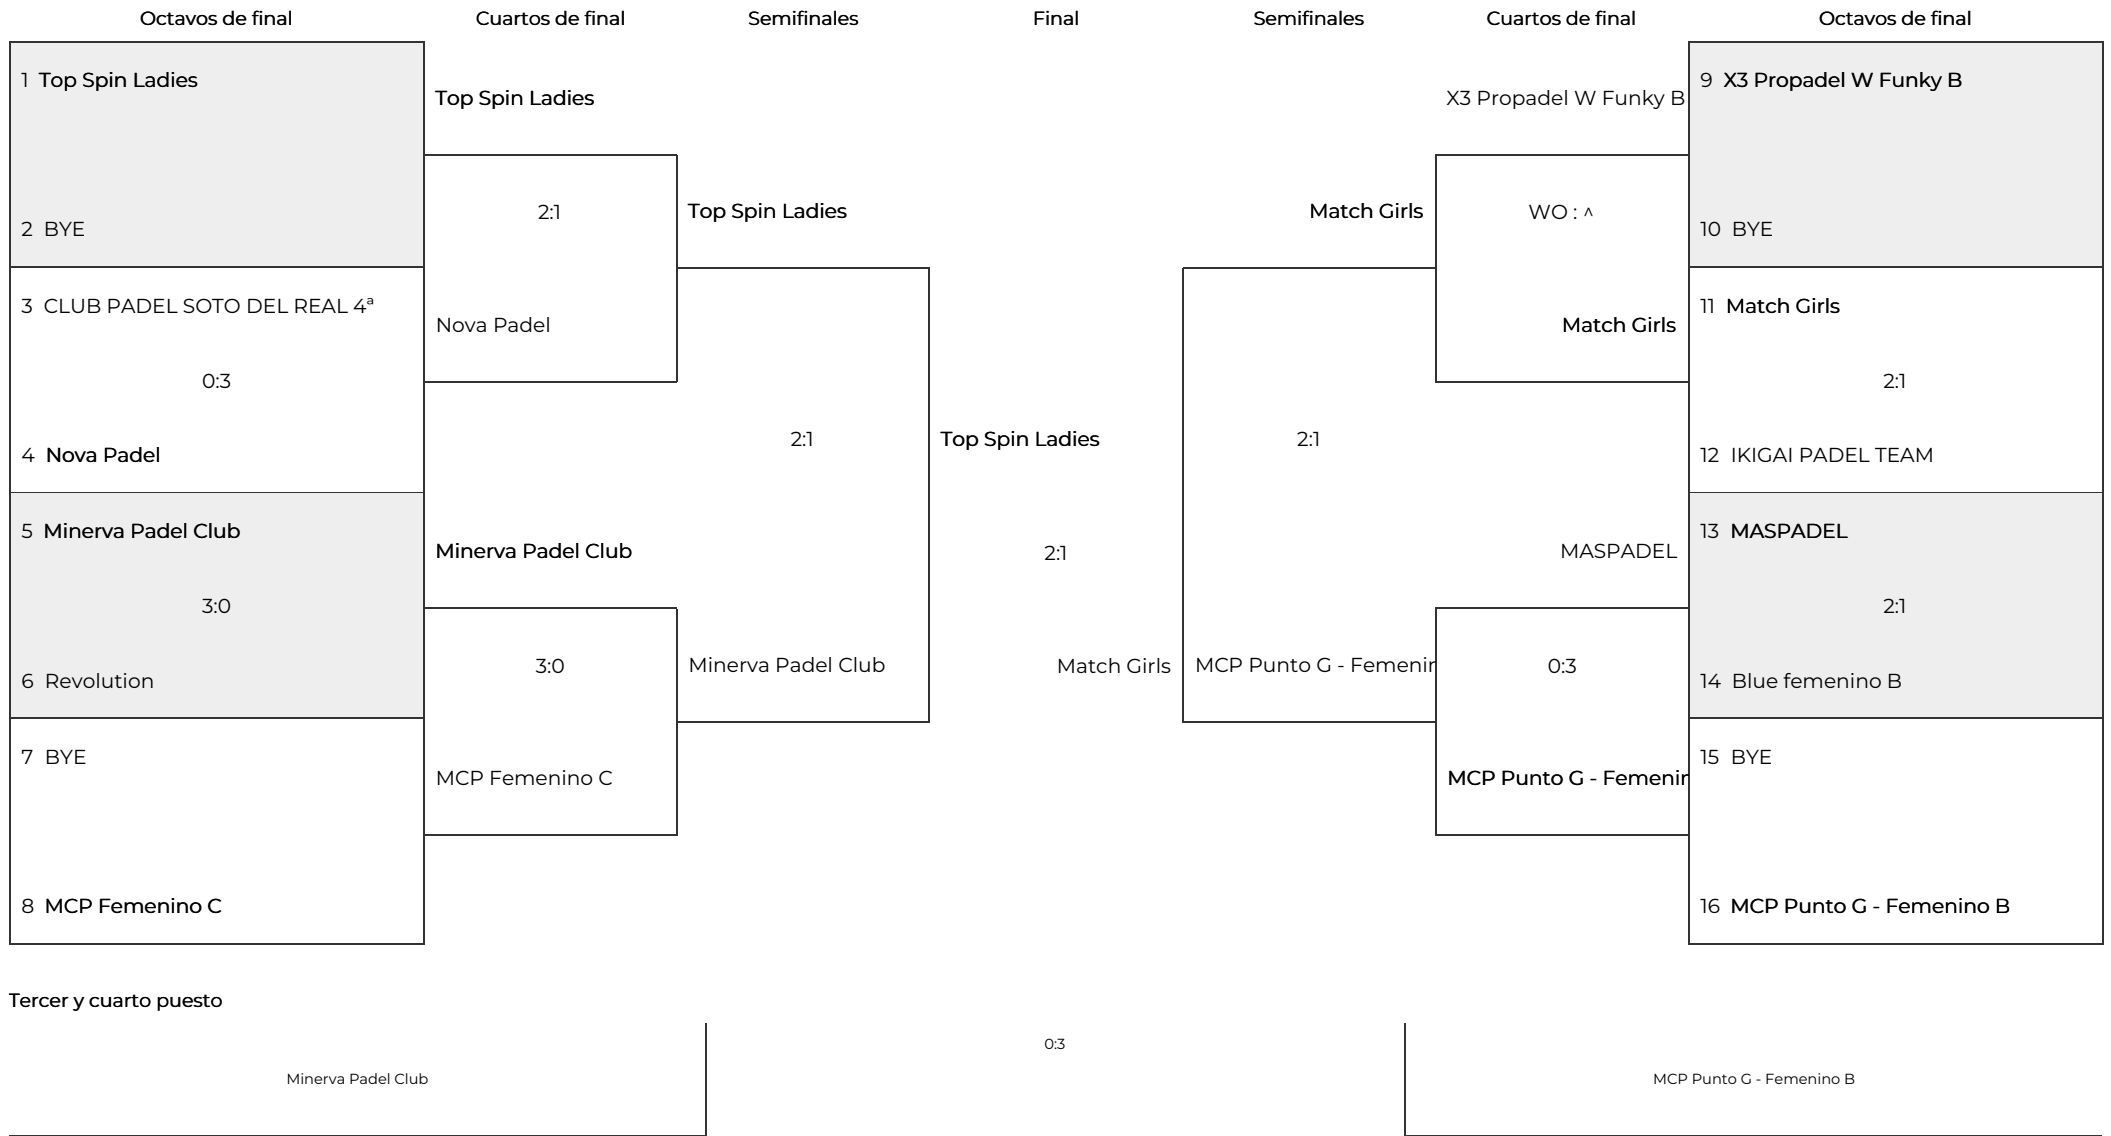 Octavos de final
Cuartos de final
Semifinales
Final
Semifinales
Cuartos de final
Octavos de final
1 Top Spin Ladies
2 BYE
3 CLUB PADEL SOTO DEL REAL 4ª
0:3
4 Nova Padel
5 Minerva Padel Club
3:0
6 Revolution
7 BYE
8 MCP Femenino C
Top Spin Ladies
2:1
Nova Padel
Minerva Padel Club
3:0
MCP Femenino C
Top Spin Ladies
2:1
Minerva Padel Club
Top Spin Ladies
2:1
Match Girls
Match Girls
2:1
MCP Punto G - Femenin
X3 Propadel W Funky B
WO : ^
Match Girls
MASPADEL
0:3
MCP Punto G - Femenin
9 X3 Propadel W Funky B
10 BYE
11 Match Girls
2:1
12 IKIGAI PADEL TEAM
13 MASPADEL
2:1
14 Blue femenino B
15 BYE
16 MCP Punto G - Femenino B
Tercer y cuarto puesto
Minerva Padel Club
0:3
MCP Punto G - Femenino B